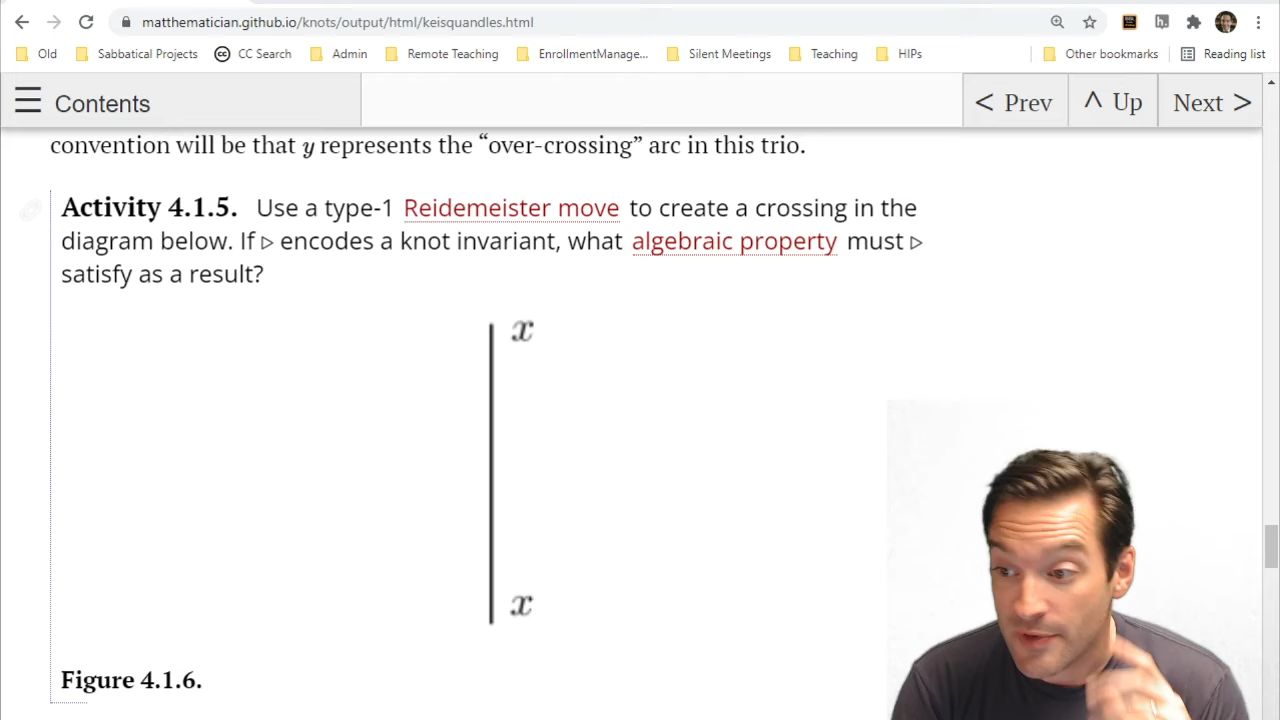 matthematician.github.io/knots/output/html/keisquandles.html
Old Sabbatical Projects CC Search Admin Remote Teaching EnrollmentManage... Silent Meetings Teaching HIPs Other bookmarks Reading list
Contents < Prev ^ Up Next >
convention will be that y represents the “over-crossing” arc in this trio.
Activity 4.1.5. Use a type-1 Reidemeister move to create a crossing in the
diagram below. If ▹ encodes a knot invariant, what algebraic property must ▹
satisfy as a result?
x
x
Figure 4.1.6.